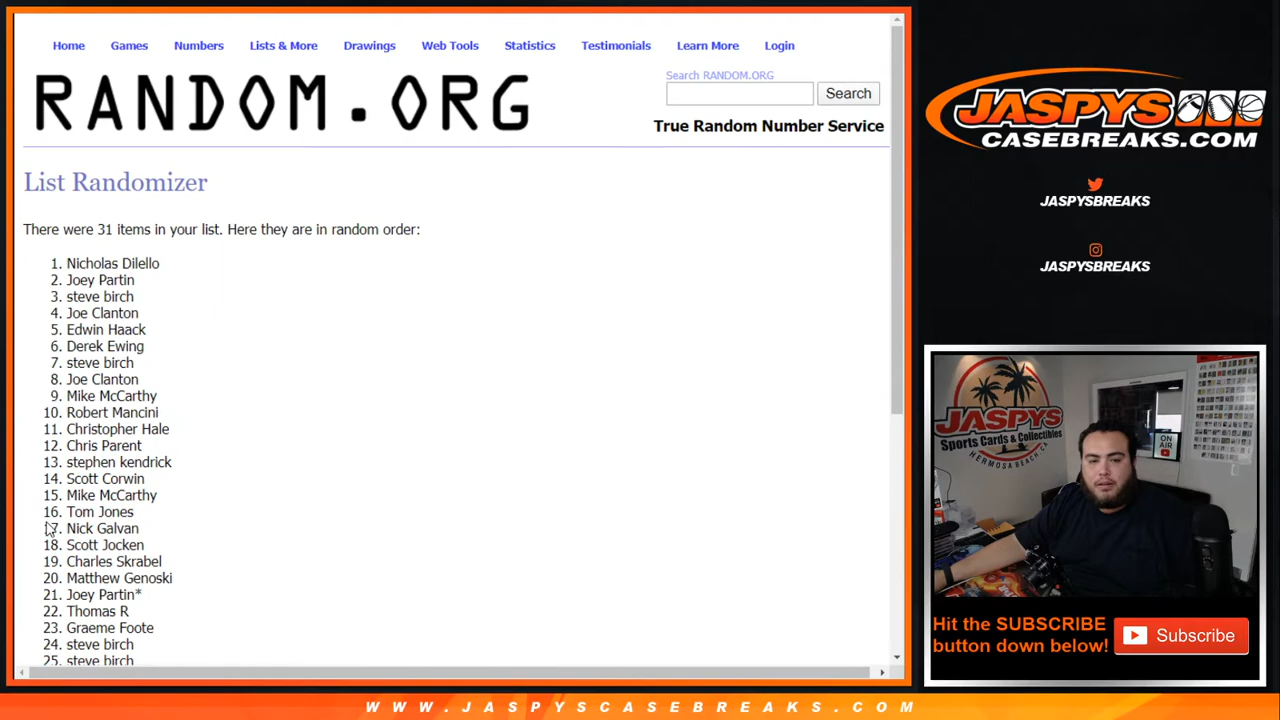 Home Games Numbers Lists & More Drawings Web Tools Statistics Testimonials Learn More Login
RANDOM.ORG
Search RANDOM.ORG
Search
True Random Number Service
List Randomizer
There were 31 items in your list. Here they are in random order:
1. Nicholas Dilello
2. Joey Partin
3. steve birch
4. Joe Clanton
5. Edwin Haack
6. Derek Ewing
7. steve birch
8. Joe Clanton
9. Mike McCarthy
10. Robert Mancini
11. Christopher Hale
12. Chris Parent
13. stephen kendrick
14. Scott Corwin
15. Mike McCarthy
16. Tom Jones
17. Nick Galvan
18. Scott Jocken
19. Charles Skrabel
20. Matthew Genoski
21. Joey Partin*
22. Thomas R
23. Graeme Foote
24. steve birch
25. steve birch
JASPYS
CASEBREAKS.COM
JASPYSBREAKS
JASPYSBREAKS
JASPYS
Sports Cards & Collectibles
HERMOSA BEACH, CA
ON
AIR
Hit the SUBSCRIBE
button down below!
Subscribe
WWW.JASPYSCASEBREAKS.COM